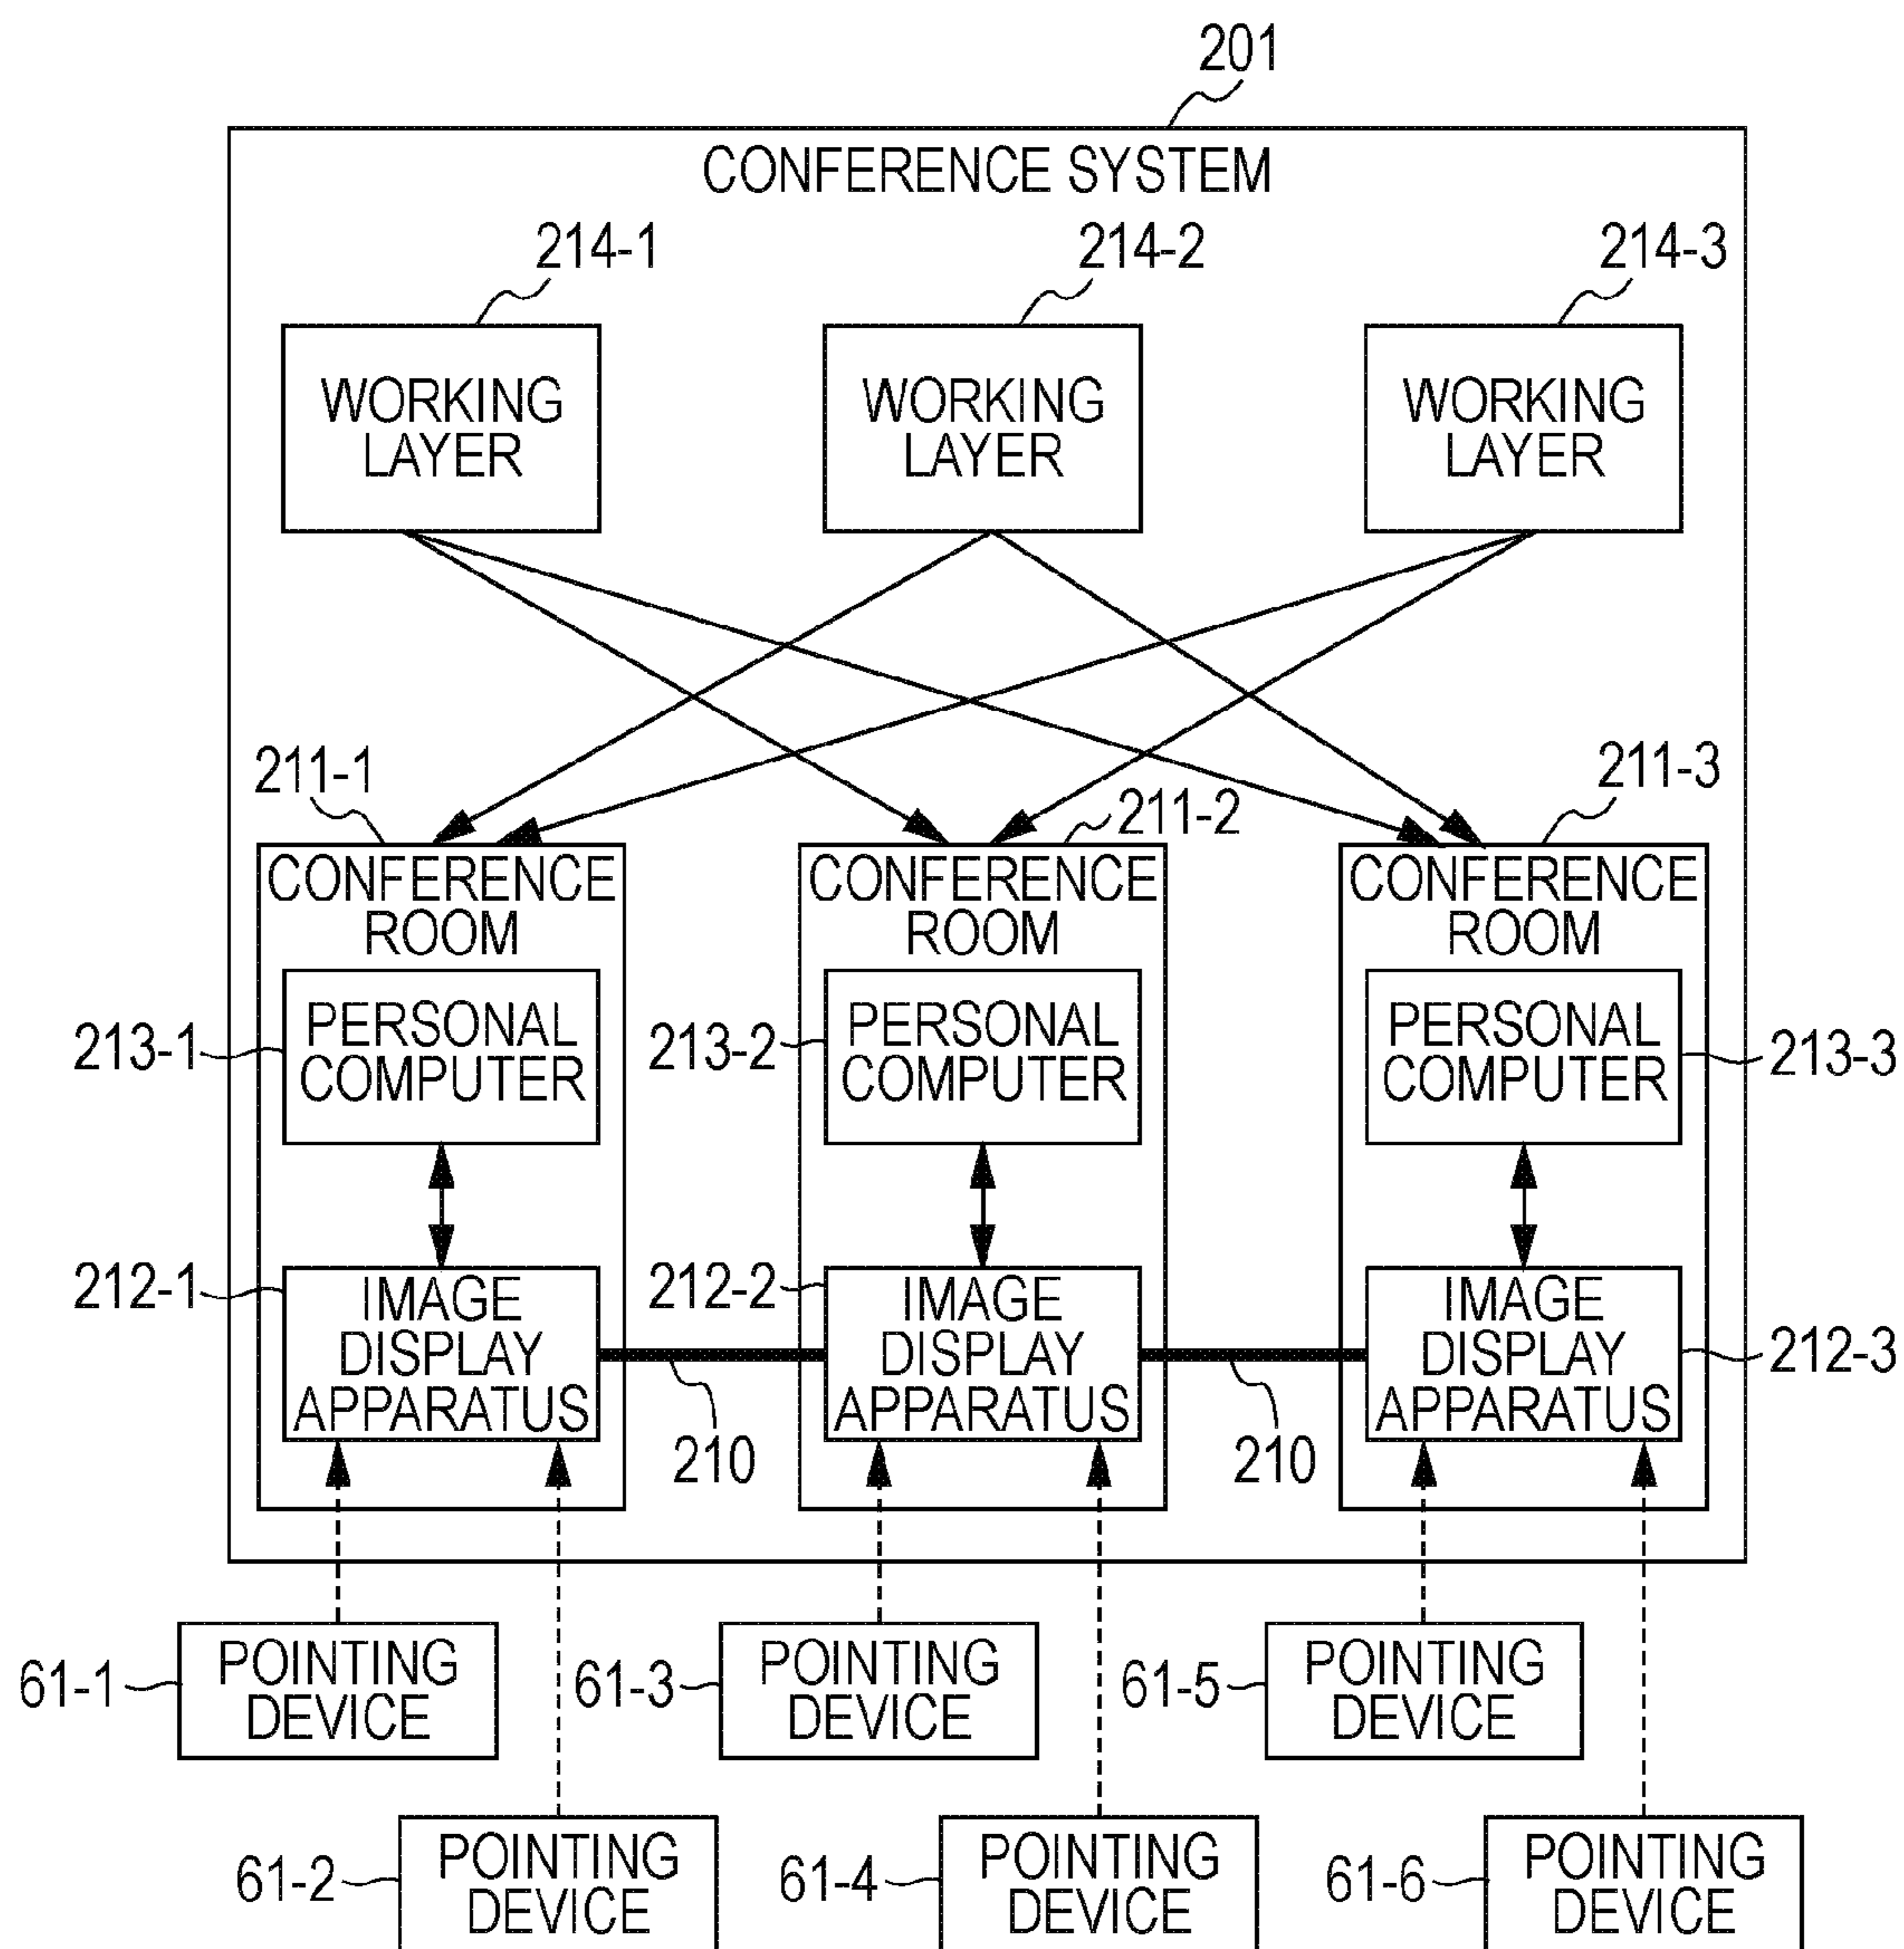 201
CONFERENCE SYSTEM
214-1
214-2
214-3
WORKING
LAYER
WORKING
LAYER
WORKING
LAYER
211-1
211-2
211-3
CONFERENCE
ROOM
CONFERENCE
ROOM
CONFERENCE
ROOM
213-1
PERSONAL
COMPUTER
213-2
PERSONAL
COMPUTER
PERSONAL
COMPUTER
213-3
212-1
IMAGE
DISPLAY
APPARATUS
212-2
IMAGE
DISPLAY
APPARATUS
IMAGE
DISPLAY
APPARATUS
212-3
210
210
61-1
POINTING
DEVICE
61-3
POINTING
DEVICE
61-5
POINTING
DEVICE
61-2
POINTING
DEVICE
61-4
POINTING
DEVICE
61-6
POINTING
DEVICE